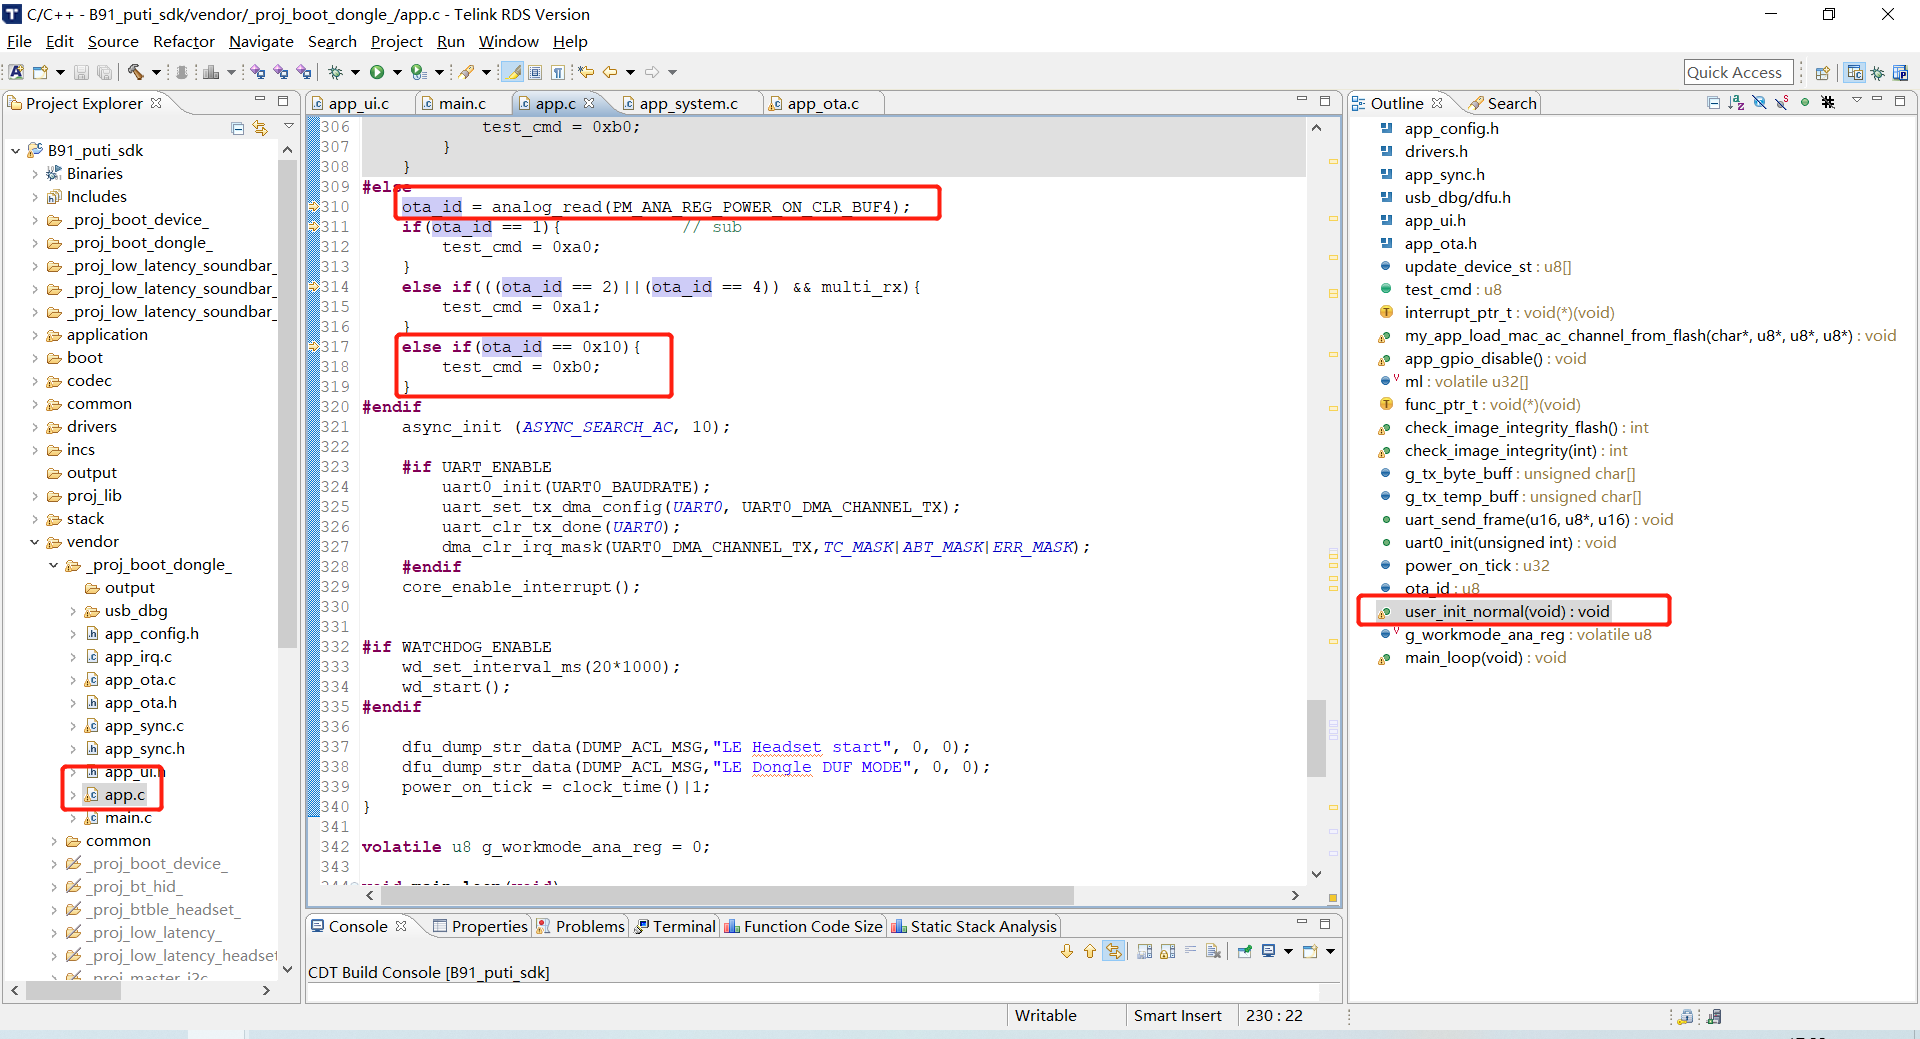 C/C++ - B91_puti_sdk/vendor/_proj_boot_dongle_/app.c - Telink RDS Version
File Edit Source Refactor Navigate Search Project Run Window Help
Quick Access
Project Explorer
B91_puti_sdk
Binaries
Includes
_proj_boot_device_
_proj_boot_dongle_
_proj_low_latency_soundbar_
_proj_low_latency_soundbar_
_proj_low_latency_soundbar_
application
boot
codec
common
drivers
incs
output
proj_lib
stack
vendor
_proj_boot_dongle_
output
usb_dbg
app_config.h
app_irq.c
app_ota.c
app_ota.h
app_sync.c
app_sync.h
app_ui.h
app.c
main.c
common
_proj_boot_device_
_proj_bt_hid_
_proj_btble_headset_
_proj_low_latency_
_proj_low_latency_headset
_proj_master_i2c
app_ui.c main.c app.c app_system.c app_ota.c
306 test_cmd = 0xb0;
307 }
308 }
309 #else
310 ota_id = analog_read(PM_ANA_REG_POWER_ON_CLR_BUF4);
311 if(ota_id == 1){ // sub
312 test_cmd = 0xa0;
313 }
314 else if(((ota_id == 2)||(ota_id == 4)) && multi_rx){
315 test_cmd = 0xa1;
316 }
317 else if(ota_id == 0x10){
318 test_cmd = 0xb0;
319 }
320 #endif
321 async_init (ASYNC_SEARCH_AC, 10);
322
323 #if UART_ENABLE
324 uart0_init(UART0_BAUDRATE);
325 uart_set_tx_dma_config(UART0, UART0_DMA_CHANNEL_TX);
326 uart_clr_tx_done(UART0);
327 dma_clr_irq_mask(UART0_DMA_CHANNEL_TX,TC_MASK|ABT_MASK|ERR_MASK);
328 #endif
329 core_enable_interrupt();
330
331
332 #if WATCHDOG_ENABLE
333 wd_set_interval_ms(20*1000);
334 wd_start();
335 #endif
336
337 dfu_dump_str_data(DUMP_ACL_MSG,"LE Headset start", 0, 0);
338 dfu_dump_str_data(DUMP_ACL_MSG,"LE Dongle DUF MODE", 0, 0);
339 power_on_tick = clock_time()|1;
340 }
341
342 volatile u8 g_workmode_ana_reg = 0;
343
344 void main_loop(void)
Console Properties Problems Terminal Function Code Size Static Stack Analysis
CDT Build Console [B91_puti_sdk]
Outline Search
app_config.h
drivers.h
app_sync.h
usb_dbg/dfu.h
app_ui.h
app_ota.h
update_device_st : u8[]
test_cmd : u8
interrupt_ptr_t : void(*)(void)
my_app_load_mac_ac_channel_from_flash(char*, u8*, u8*, u8*) : void
app_gpio_disable() : void
ml : volatile u32[]
func_ptr_t : void(*)(void)
check_image_integrity_flash() : int
check_image_integrity(int) : int
g_tx_byte_buff : unsigned char[]
g_tx_temp_buff : unsigned char[]
uart_send_frame(u16, u8*, u16) : void
uart0_init(unsigned int) : void
power_on_tick : u32
ota_id : u8
user_init_normal(void) : void
g_workmode_ana_reg : volatile u8
main_loop(void) : void
Writable Smart Insert 230 : 22